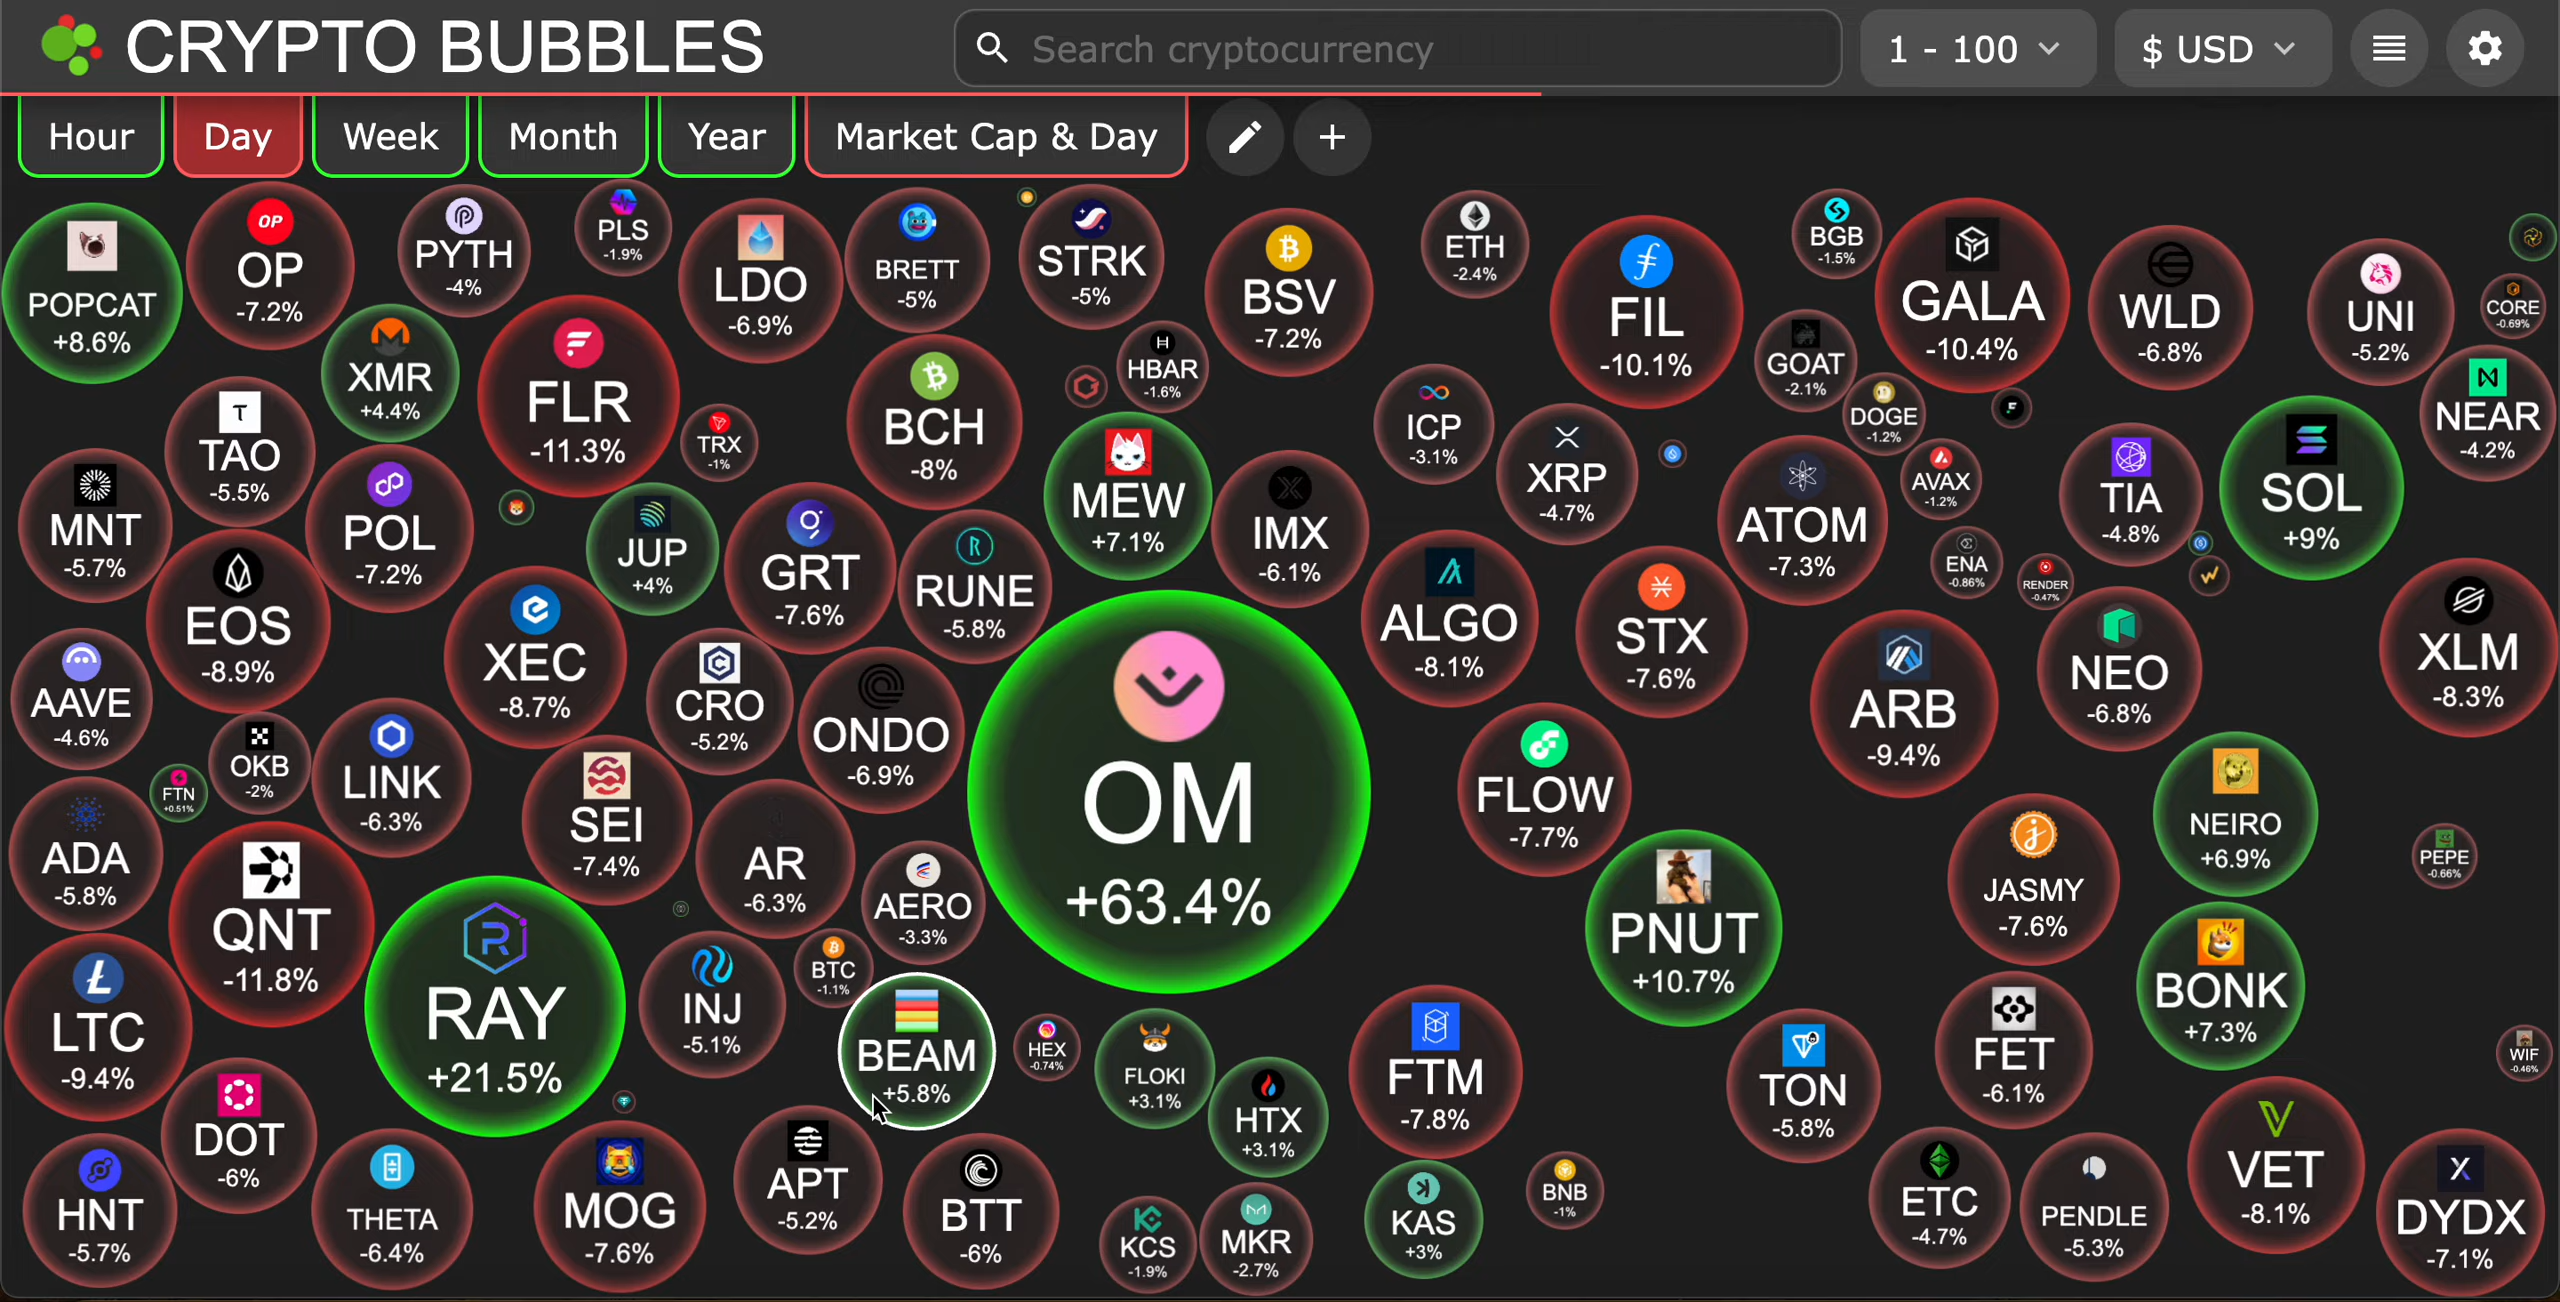 CRYPTO BUBBLES
Search cryptocurrency
1 - 100
$ USD
Hour
Day
Week
Month
Year
Market Cap & Day
POPCAT
+8.6%
OP
OP
-7.2%
PYTH
-4%
PLS
-1.9%
LDO
-6.9%
BRETT
-5%
STRK
-5%
BSV
-7.2%
ETH
-2.4%
FIL
-10.1%
BGB
-1.5%
GALA
-10.4%
WLD
-6.8%
UNI
-5.2%
CORE
-0.69%
XMR
+4.4%
FLR
-11.3%
TRX
-1%
BCH
-8%
HBAR
-1.6%
MEW
+7.1%
ICP
-3.1%
XRP
-4.7%
GOAT
-2.1%
DOGE
-1.2%
AVAX
-1.2%
ATOM
-7.3%
TIA
-4.8%
SOL
+9%
NEAR
-4.2%
TAO
-5.5%
MNT
-5.7%
POL
-7.2%
JUP
+4%
GRT
-7.6%
RUNE
-5.8%
IMX
-6.1%
ALGO
-8.1%
STX
-7.6%
ENA
-0.86%
RENDER
-0.47%
NEO
-6.8%
XLM
-8.3%
EOS
-8.9%
XEC
-8.7%
CRO
-5.2%
ONDO
-6.9%
OM
+63.4%
ARB
-9.4%
AAVE
-4.6%
OKB
-2%
FTN
+0.51%
LINK
-6.3%
SEI
-7.4%
AR
-6.3%
AERO
-3.3%
FLOW
-7.7%
NEIRO
+6.9%
PEPE
-0.66%
ADA
-5.8%
QNT
-11.8%
RAY
+21.5%
INJ
-5.1%
BTC
-1.1%
PNUT
+10.7%
JASMY
-7.6%
BONK
+7.3%
LTC
-9.4%
BEAM
+5.8%
HEX
-0.74%
FLOKI
+3.1%
HTX
+3.1%
FTM
-7.8%
TON
-5.8%
FET
-6.1%
WIF
-0.46%
DOT
-6%
HNT
-5.7%
THETA
-6.4%
MOG
-7.6%
APT
-5.2%
BTT
-6%
KCS
-1.9%
MKR
-2.7%
KAS
+3%
BNB
-1%
ETC
-4.7%
PENDLE
-5.3%
VET
-8.1%
DYDX
-7.1%